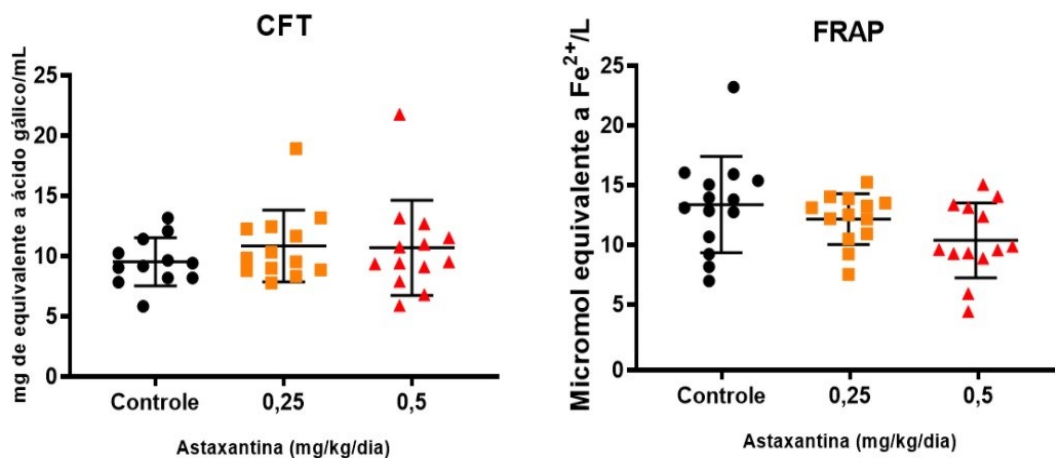 CFT
mg de equivalente a ácido gálico/mL
25
20
15
10
5
0
Controle 0,25 0,5
Astaxantina (mg/kg/dia)
FRAP
Micromol equivalente a Fe²⁺/L
25
20
15
10
5
0
Controle 0,25 0,5
Astaxantina (mg/kg/dia)